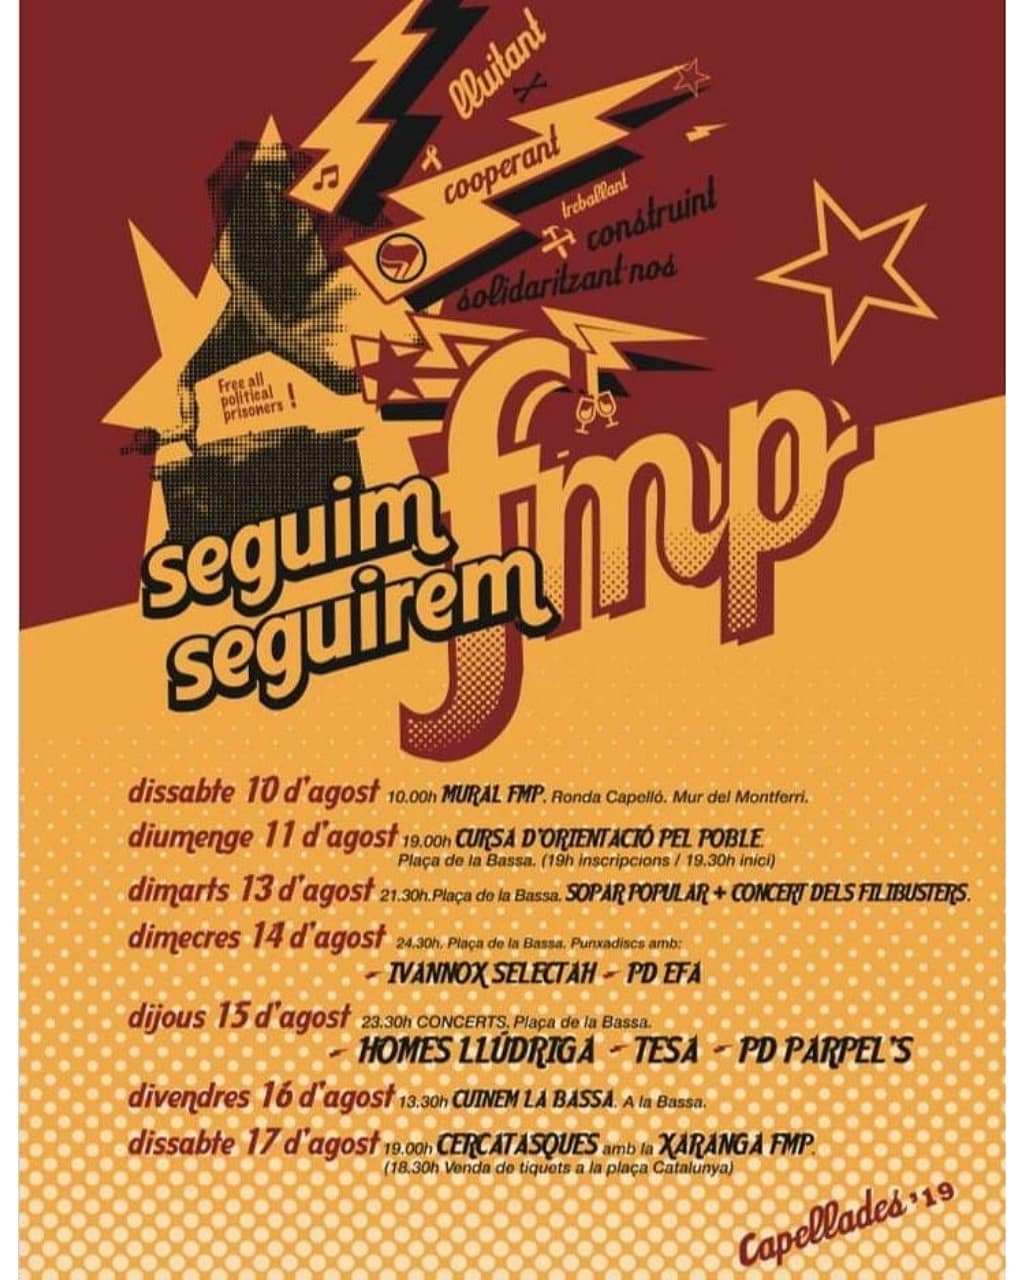 lluitant
cooperant
treballant
construint
solidaritzant-nos
Free all
political
prisoners !
fmp
seguim
seguirem
dissabte 10 d'agost 10.00h MURAL FMP. Ronda Capelló. Mur del Montferri.
diumenge 11 d'agost 19.00h CURSA D'ORIENTACIÓ PEL POBLE.
Plaça de la Bassa. (19h inscripcions / 19.30h inici)
dimarts 13 d'agost 21.30h.Plaça de la Bassa. SOPAR POPULAR + CONCERT DELS FILIBUSTERS.
dimecres 14 d'agost 24.30h. Plaça de la Bassa. Punxadiscs amb:
- IVANNOX SELECTAH - PD EFA
dijous 15 d'agost 23.30h CONCERTS. Plaça de la Bassa.
- HOMES LLÚDRIGA - TESA - PD PARPEL'S
divendres 16 d'agost 13.30h CUINEM LA BASSA. A la Bassa.
dissabte 17 d'agost 19.00h CERCATASQUES amb la XARANGA FMP.
(18.30h Venda de tiquets a la plaça Catalunya)
Capellades '19